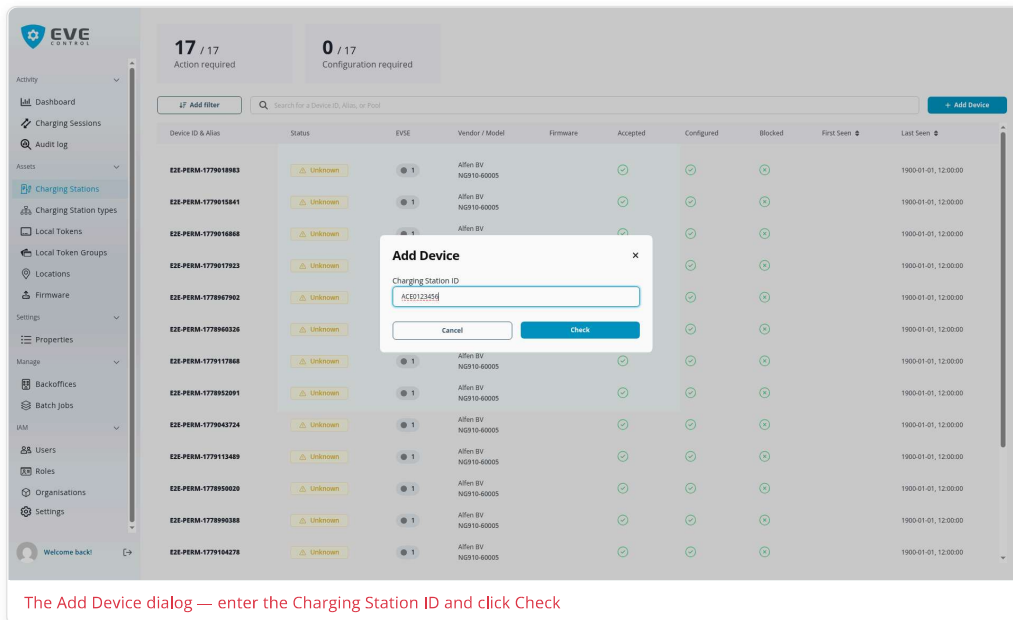 EVE
CONTROL
Activity
Dashboard
Charging Sessions
Audit log
Assets
Charging Stations
Charging Station types
Local Tokens
Local Token Groups
Locations
Firmware
Settings
Properties
Manage
Backoffices
Batch Jobs
IAM
Users
Roles
Organisations
Settings
Welcome back!
17 / 17
Action required
0 / 17
Configuration required
Add filter
Search for a Device ID, Alias, or Pool
+ Add Device
Device ID & Alias Status EVSE Vendor / Model Firmware Accepted Configured Blocked First Seen Last Seen
E2E-PERM-1779018983 Unknown 1 Alfen BV NG910-60005 1900-01-01, 12:00:00
E2E-PERM-1779015841 Unknown 1 Alfen BV NG910-60005 1900-01-01, 12:00:00
E2E-PERM-1779016868 Unknown 1 Alfen BV 1900-01-01, 12:00:00
E2E-PERM-1779017923 Unknown 1900-01-01, 12:00:00
E2E-PERM-1778967902 Unknown 1900-01-01, 12:00:00
E2E-PERM-1778960326 Unknown 1900-01-01, 12:00:00
E2E-PERM-1779117868 Unknown 1 Alfen BV NG910-60005 1900-01-01, 12:00:00
E2E-PERM-1778952091 Unknown 1 Alfen BV NG910-60005 1900-01-01, 12:00:00
E2E-PERM-1779043724 Unknown 1 Alfen BV NG910-60005 1900-01-01, 12:00:00
E2E-PERM-1779113489 Unknown 1 Alfen BV NG910-60005 1900-01-01, 12:00:00
E2E-PERM-1778950020 Unknown 1 Alfen BV NG910-60005 1900-01-01, 12:00:00
E2E-PERM-1778990388 Unknown 1 Alfen BV NG910-60005 1900-01-01, 12:00:00
E2E-PERM-1779104278 Unknown 1 Alfen BV NG910-60005 1900-01-01, 12:00:00
Add Device
Charging Station ID
ACE0123456
Cancel
Check
The Add Device dialog — enter the Charging Station ID and click Check